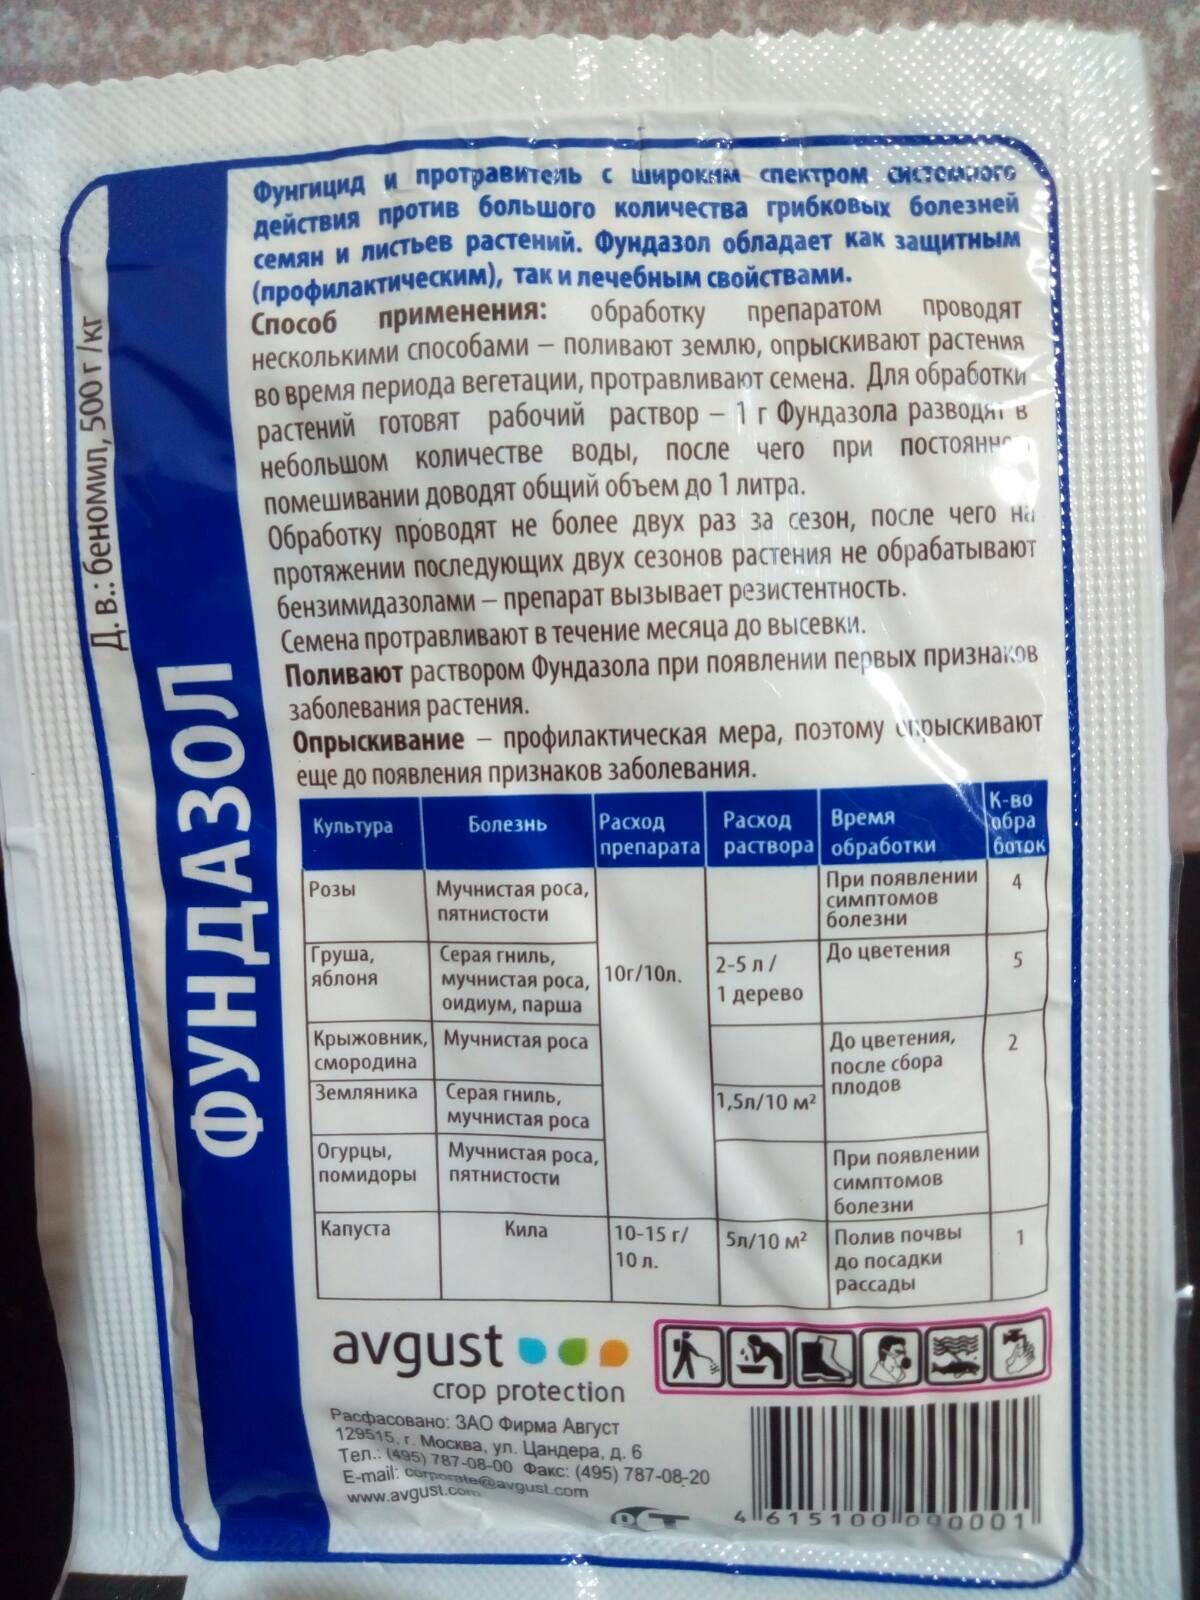 Д. в.: беномил, 500 г /кг
ФУНДАЗОЛ
Фунгицид и протравитель с широким спектром системного
действия против большого количества грибковых болезней
семян и листьев растений. Фундазол обладает как защитным
(профилактическим), так и лечебным свойствами.
Способ применения: обработку препаратом проводят
несколькими способами – поливают землю, опрыскивают растения
во время периода вегетации, протравливают семена. Для обработки
растений готовят рабочий раствор – 1 г Фундазола разводят в
небольшом количестве воды, после чего при
помешивании доводят общий объем до 1 литра.
Обработку проводят не более двух раз за сезон, после чего на
протяжении последующих двух сезонов растения не обрабатывают
бензимидазолами – препарат вызывает резистентность.
Семена протравливают в течение месяца до высевки.
Поливают раствором Фундазола при появлении первых признаков
заболевания растения.
Опрыскивание – профилактическая мера, поэтому опрыскивают
еще до появления признаков заболевания.
Культура Болезнь Расход препарата Расход раствора Время обработки К-во обра боток
Розы Мучнистая роса, пятнистости При появлении симптомов болезни 4
Груша, яблоня Серая гниль, мучнистая роса, оидиум, парша 10г/10л. 2-5 л / 1 дерево До цветения 5
Крыжовник, смородина Мучнистая роса До цветения, после сбора плодов 2
Земляника Серая гниль, мучнистая роса 1,5л/10 м²
Огурцы, помидоры Мучнистая роса, пятнистости При появлении симптомов болезни
Капуста Кила 10-15 г/ 10 л. 5л/10 м² Полив почвы до посадки рассады 1
avgust
crop protection
Расфасовано: ЗАО Фирма Август
129515, г. Москва, ул. Цандера, д. 6
Тел.: (495) 787-08-00 Факс: (495) 787-08-20
E-mail: corporate@avgust.com
www.avgust.com
РСТ
4 615100 090001